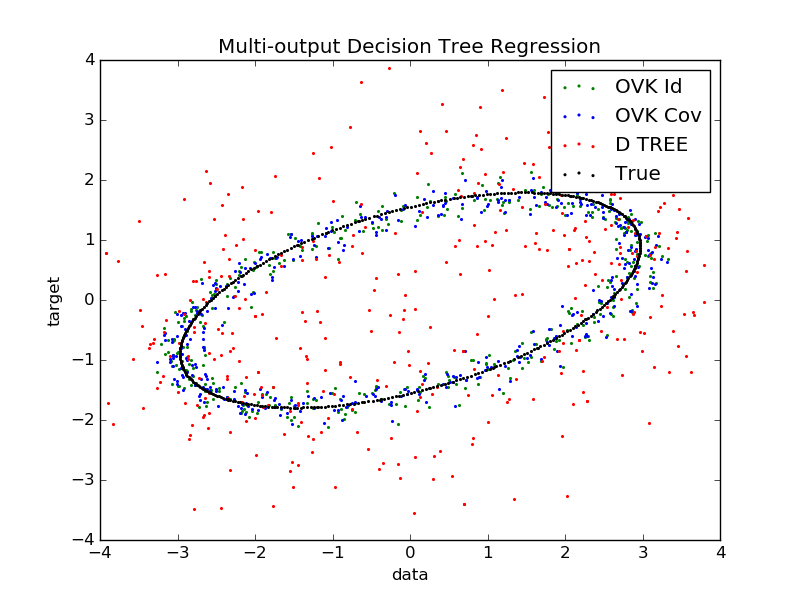 Multi-output Decision Tree Regression
OVK Id
OVK Cov
D TREE
True
4
3
2
1
0
−1
−2
−3
−4
target
−4 −3 −2 −1 0 1 2 3 4
data